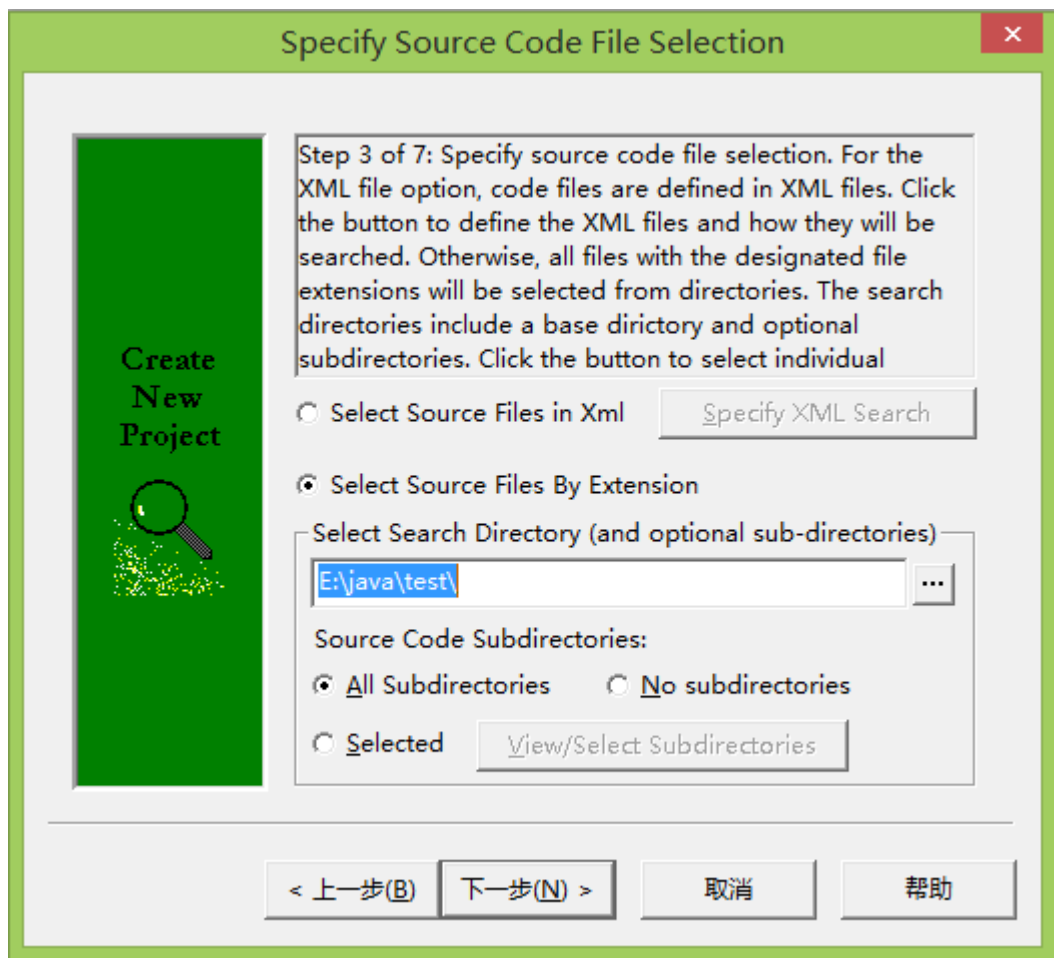 Specify Source Code File Selection
Create
New
Project
Step 3 of 7: Specify source code file selection. For the
XML file option, code files are defined in XML files. Click
the button to define the XML files and how they will be
searched. Otherwise, all files with the designated file
extensions will be selected from directories. The search
directories include a base dirictory and optional
subdirectories. Click the button to select individual
Select Source Files in Xml
Specify XML Search
Select Source Files By Extension
Select Search Directory (and optional sub-directories)
E:\java\test\
...
Source Code Subdirectories:
All Subdirectories
No subdirectories
Selected
View/Select Subdirectories
< 上一步(B)
下一步(N) >
取消
帮助